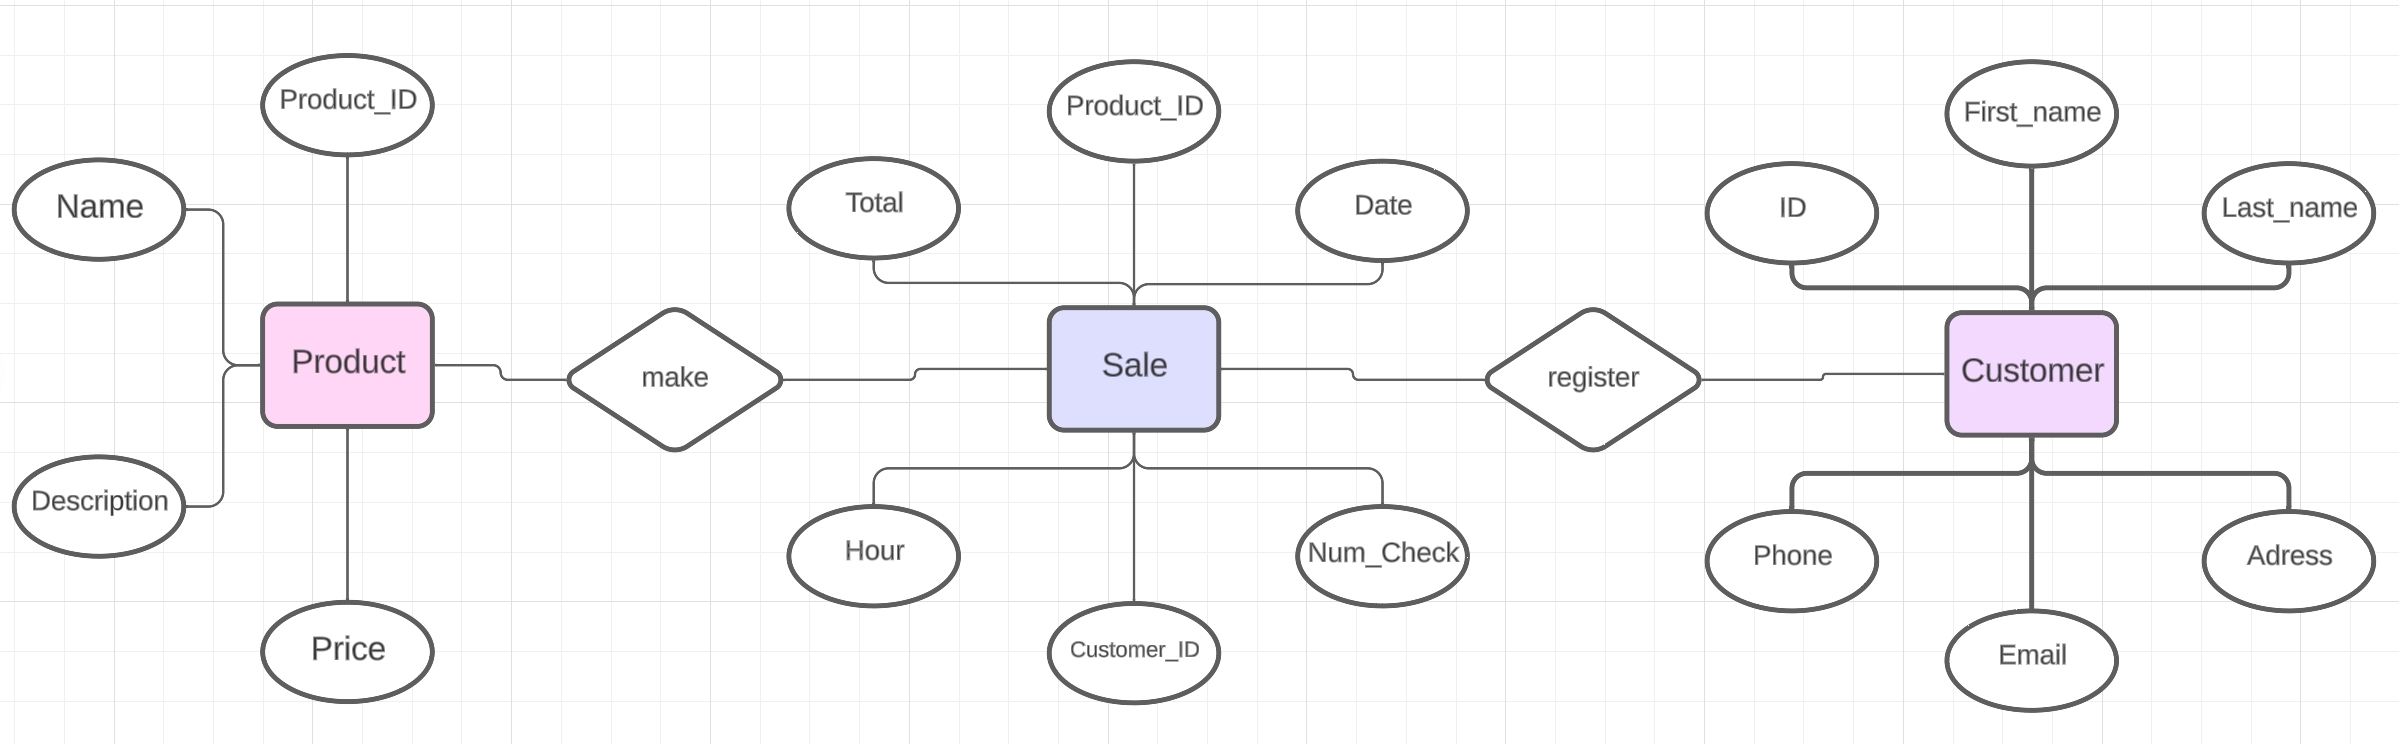 Product_ID
Name
Product
Description
Price
make
Product_ID
Total
Date
Sale
Hour
Num_Check
Customer_ID
register
First_name
ID
Last_name
Customer
Phone
Adress
Email